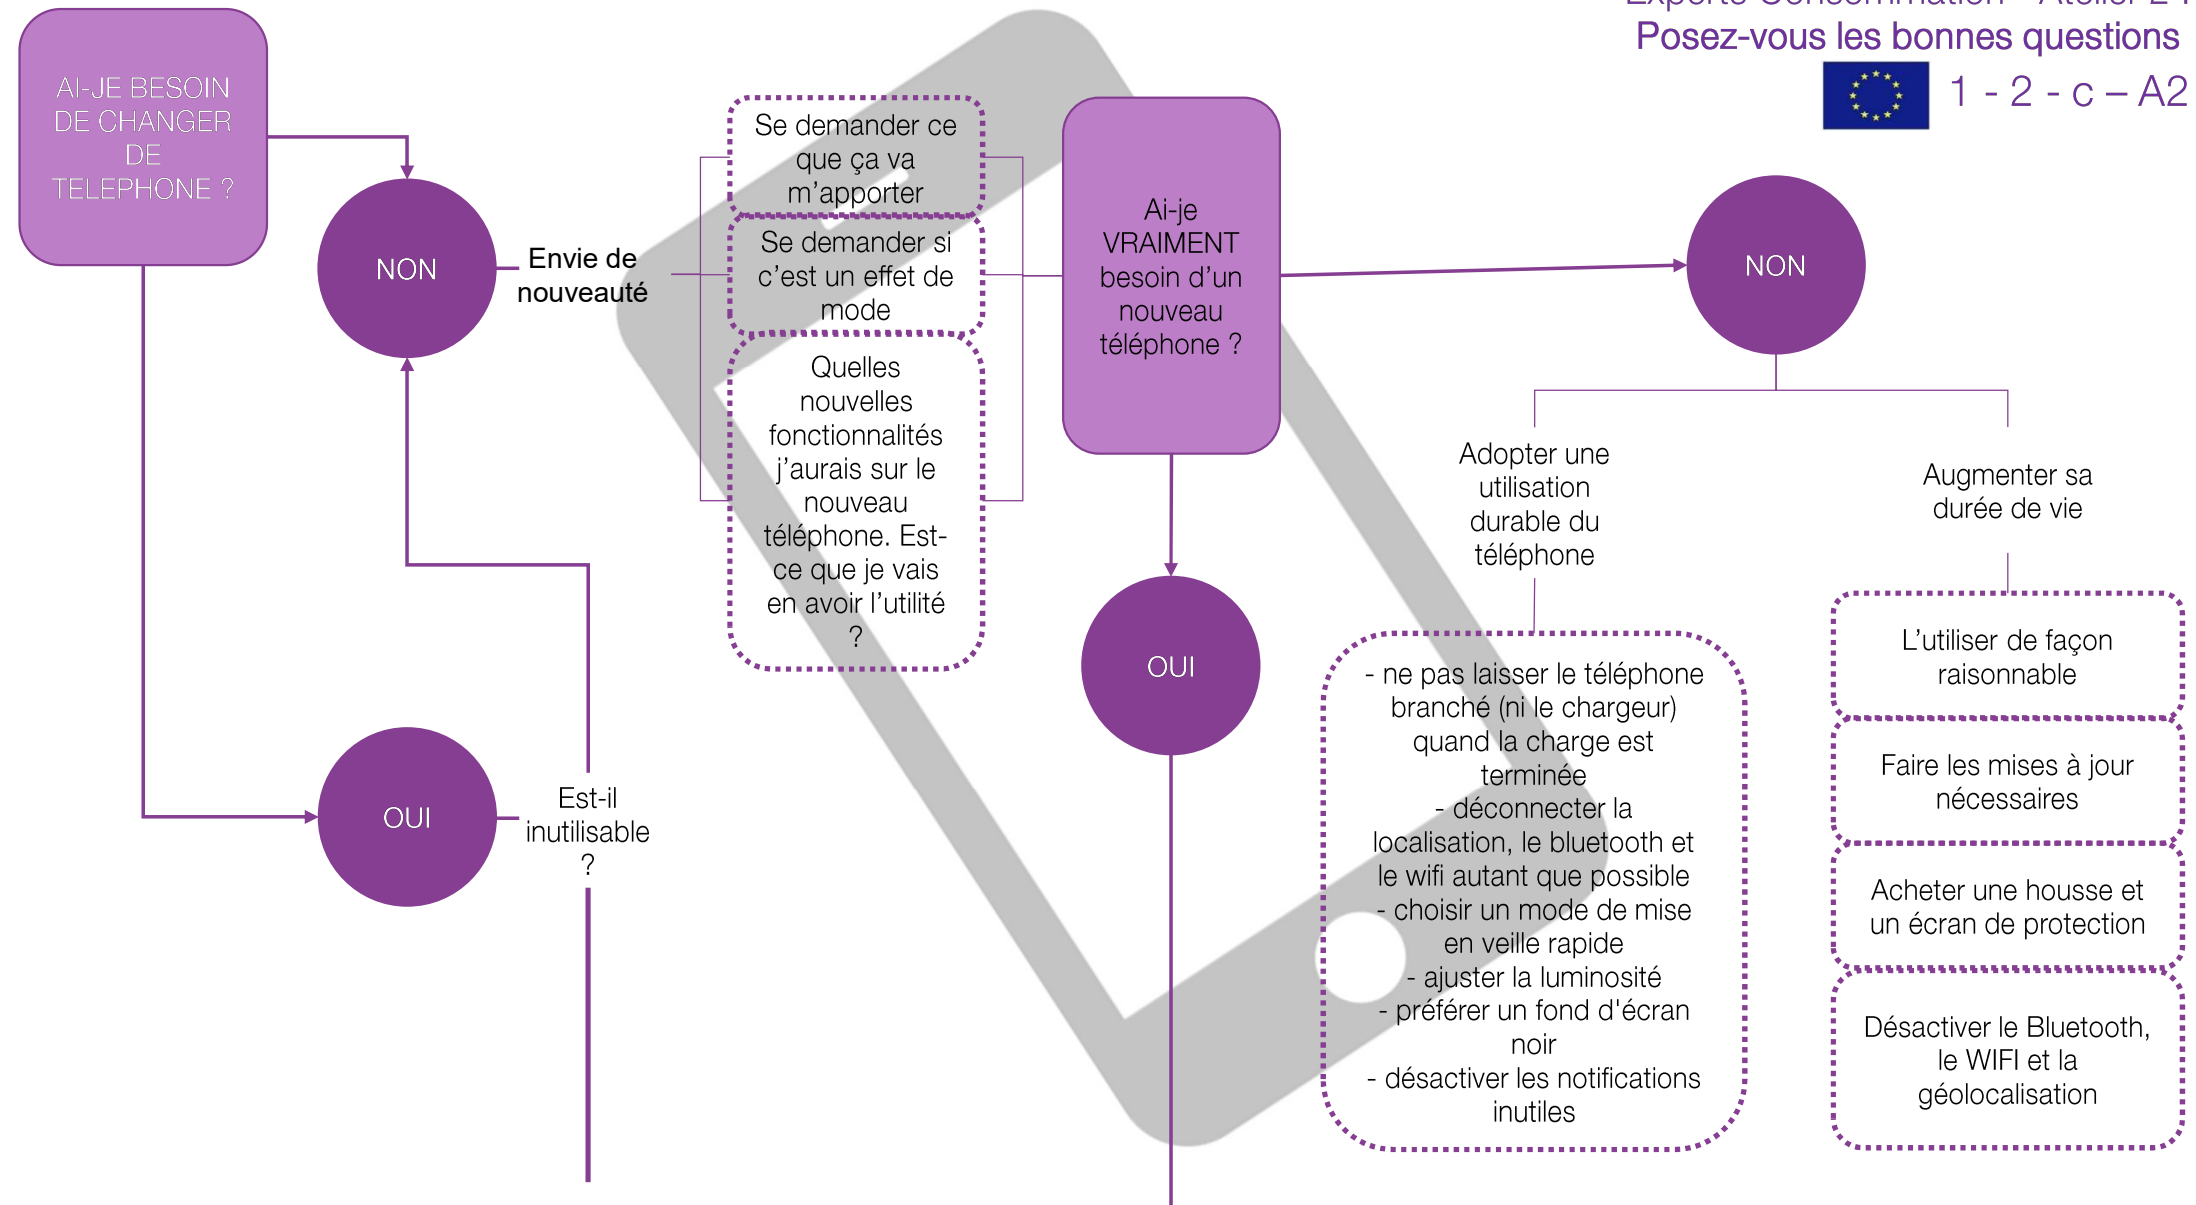 Experts Consommation - Atelier 2 :
Posez-vous les bonnes questions
1 - 2 - c – A2
AI-JE BESOIN
DE CHANGER
DE
TELEPHONE ?
NON
Envie de
nouveauté
Se demander ce
que ça va
m'apporter
Se demander si
c'est un effet de
mode
Quelles
nouvelles
fonctionnalités
j'aurais sur le
nouveau
téléphone. Est-
ce que je vais
en avoir l'utilité
?
Ai-je
VRAIMENT
besoin d'un
nouveau
téléphone ?
NON
Adopter une
utilisation
durable du
téléphone
- ne pas laisser le téléphone
branché (ni le chargeur)
quand la charge est
terminée
- déconnecter la
localisation, le bluetooth et
le wifi autant que possible
- choisir un mode de mise
en veille rapide
- ajuster la luminosité
- préférer un fond d'écran
noir
- désactiver les notifications
inutiles
Augmenter sa
durée de vie
L'utiliser de façon
raisonnable
Faire les mises à jour
nécessaires
Acheter une housse et
un écran de protection
Désactiver le Bluetooth,
le WIFI et la
géolocalisation
OUI
OUI
Est-il
inutilisable
?